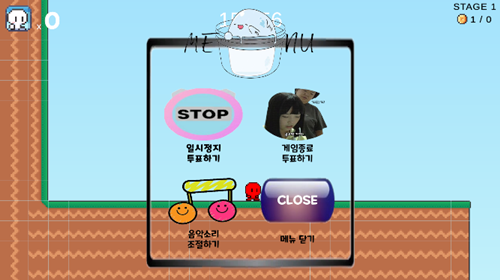 STAGE 1
x 0
1 / 0
ME NU
STOP
일시정지
투표하기
게임종료
투표하기
CLOSE
음악소리
조절하기
메뉴 닫기